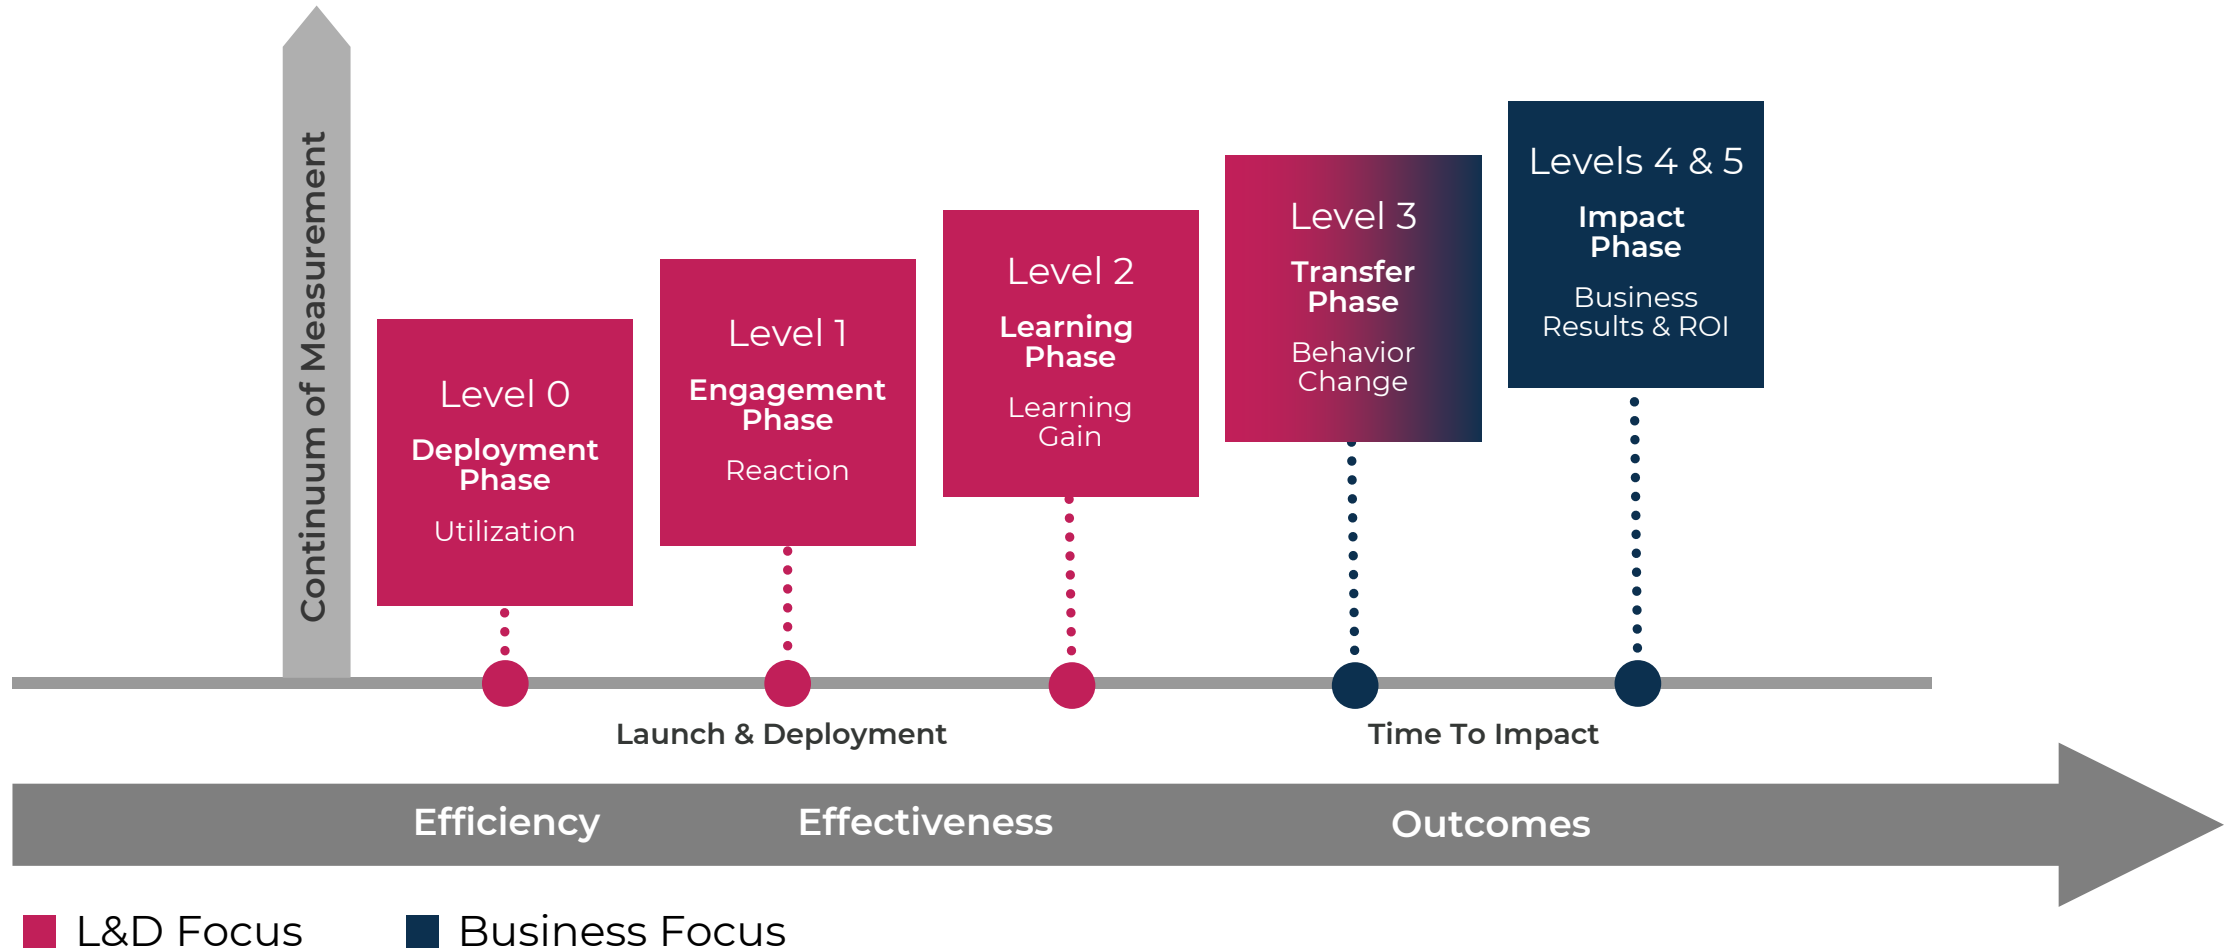 Continuum of Measurement
Level 0
Deployment
Phase
Utilization
Level 1
Engagement
Phase
Reaction
Level 2
Learning
Phase
Learning
Gain
Level 3
Transfer
Phase
Behavior
Change
Levels 4 & 5
Impact
Phase
Business
Results & ROI
Launch & Deployment
Time To Impact
Efficiency
Effectiveness
Outcomes
L&D Focus
Business Focus